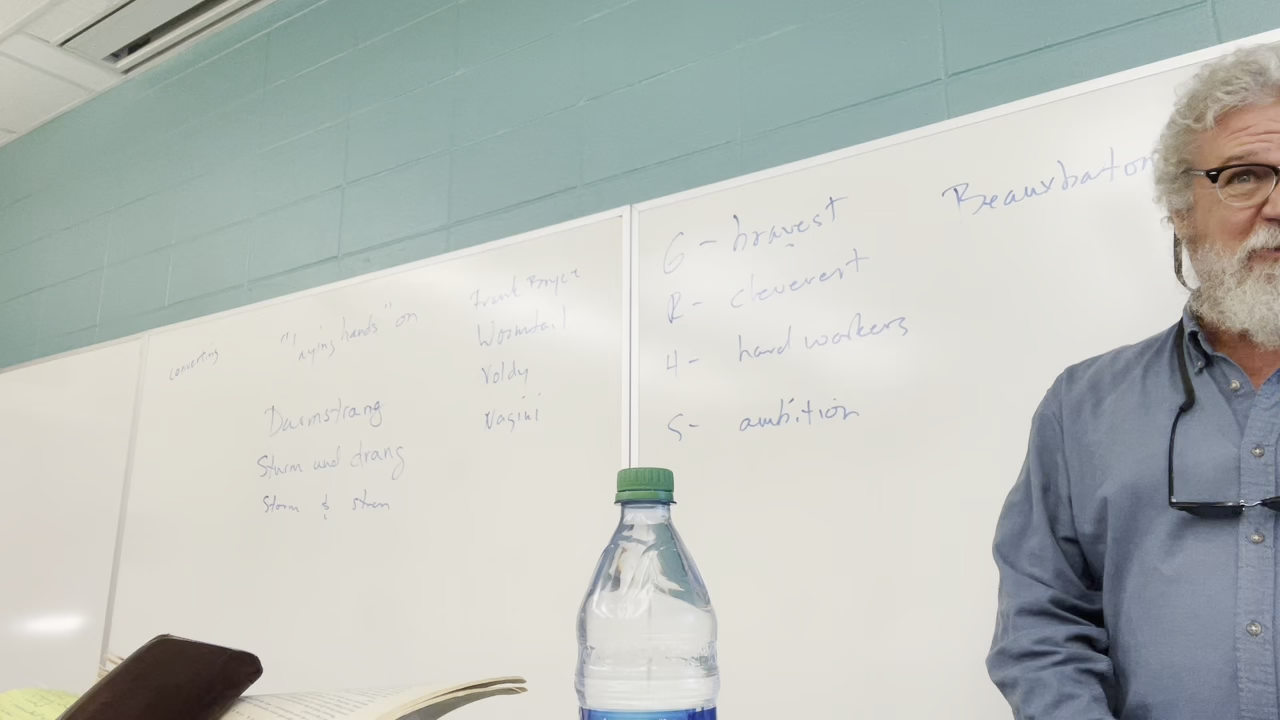 converting
"laying hands" on
Durmstrang
Sturm und drang
Storm &
Frank Bryce
Wormtail
Voldy
Nagini
G - bravest
R - cleverest
H - hard workers
S - ambition
Beauxbaton